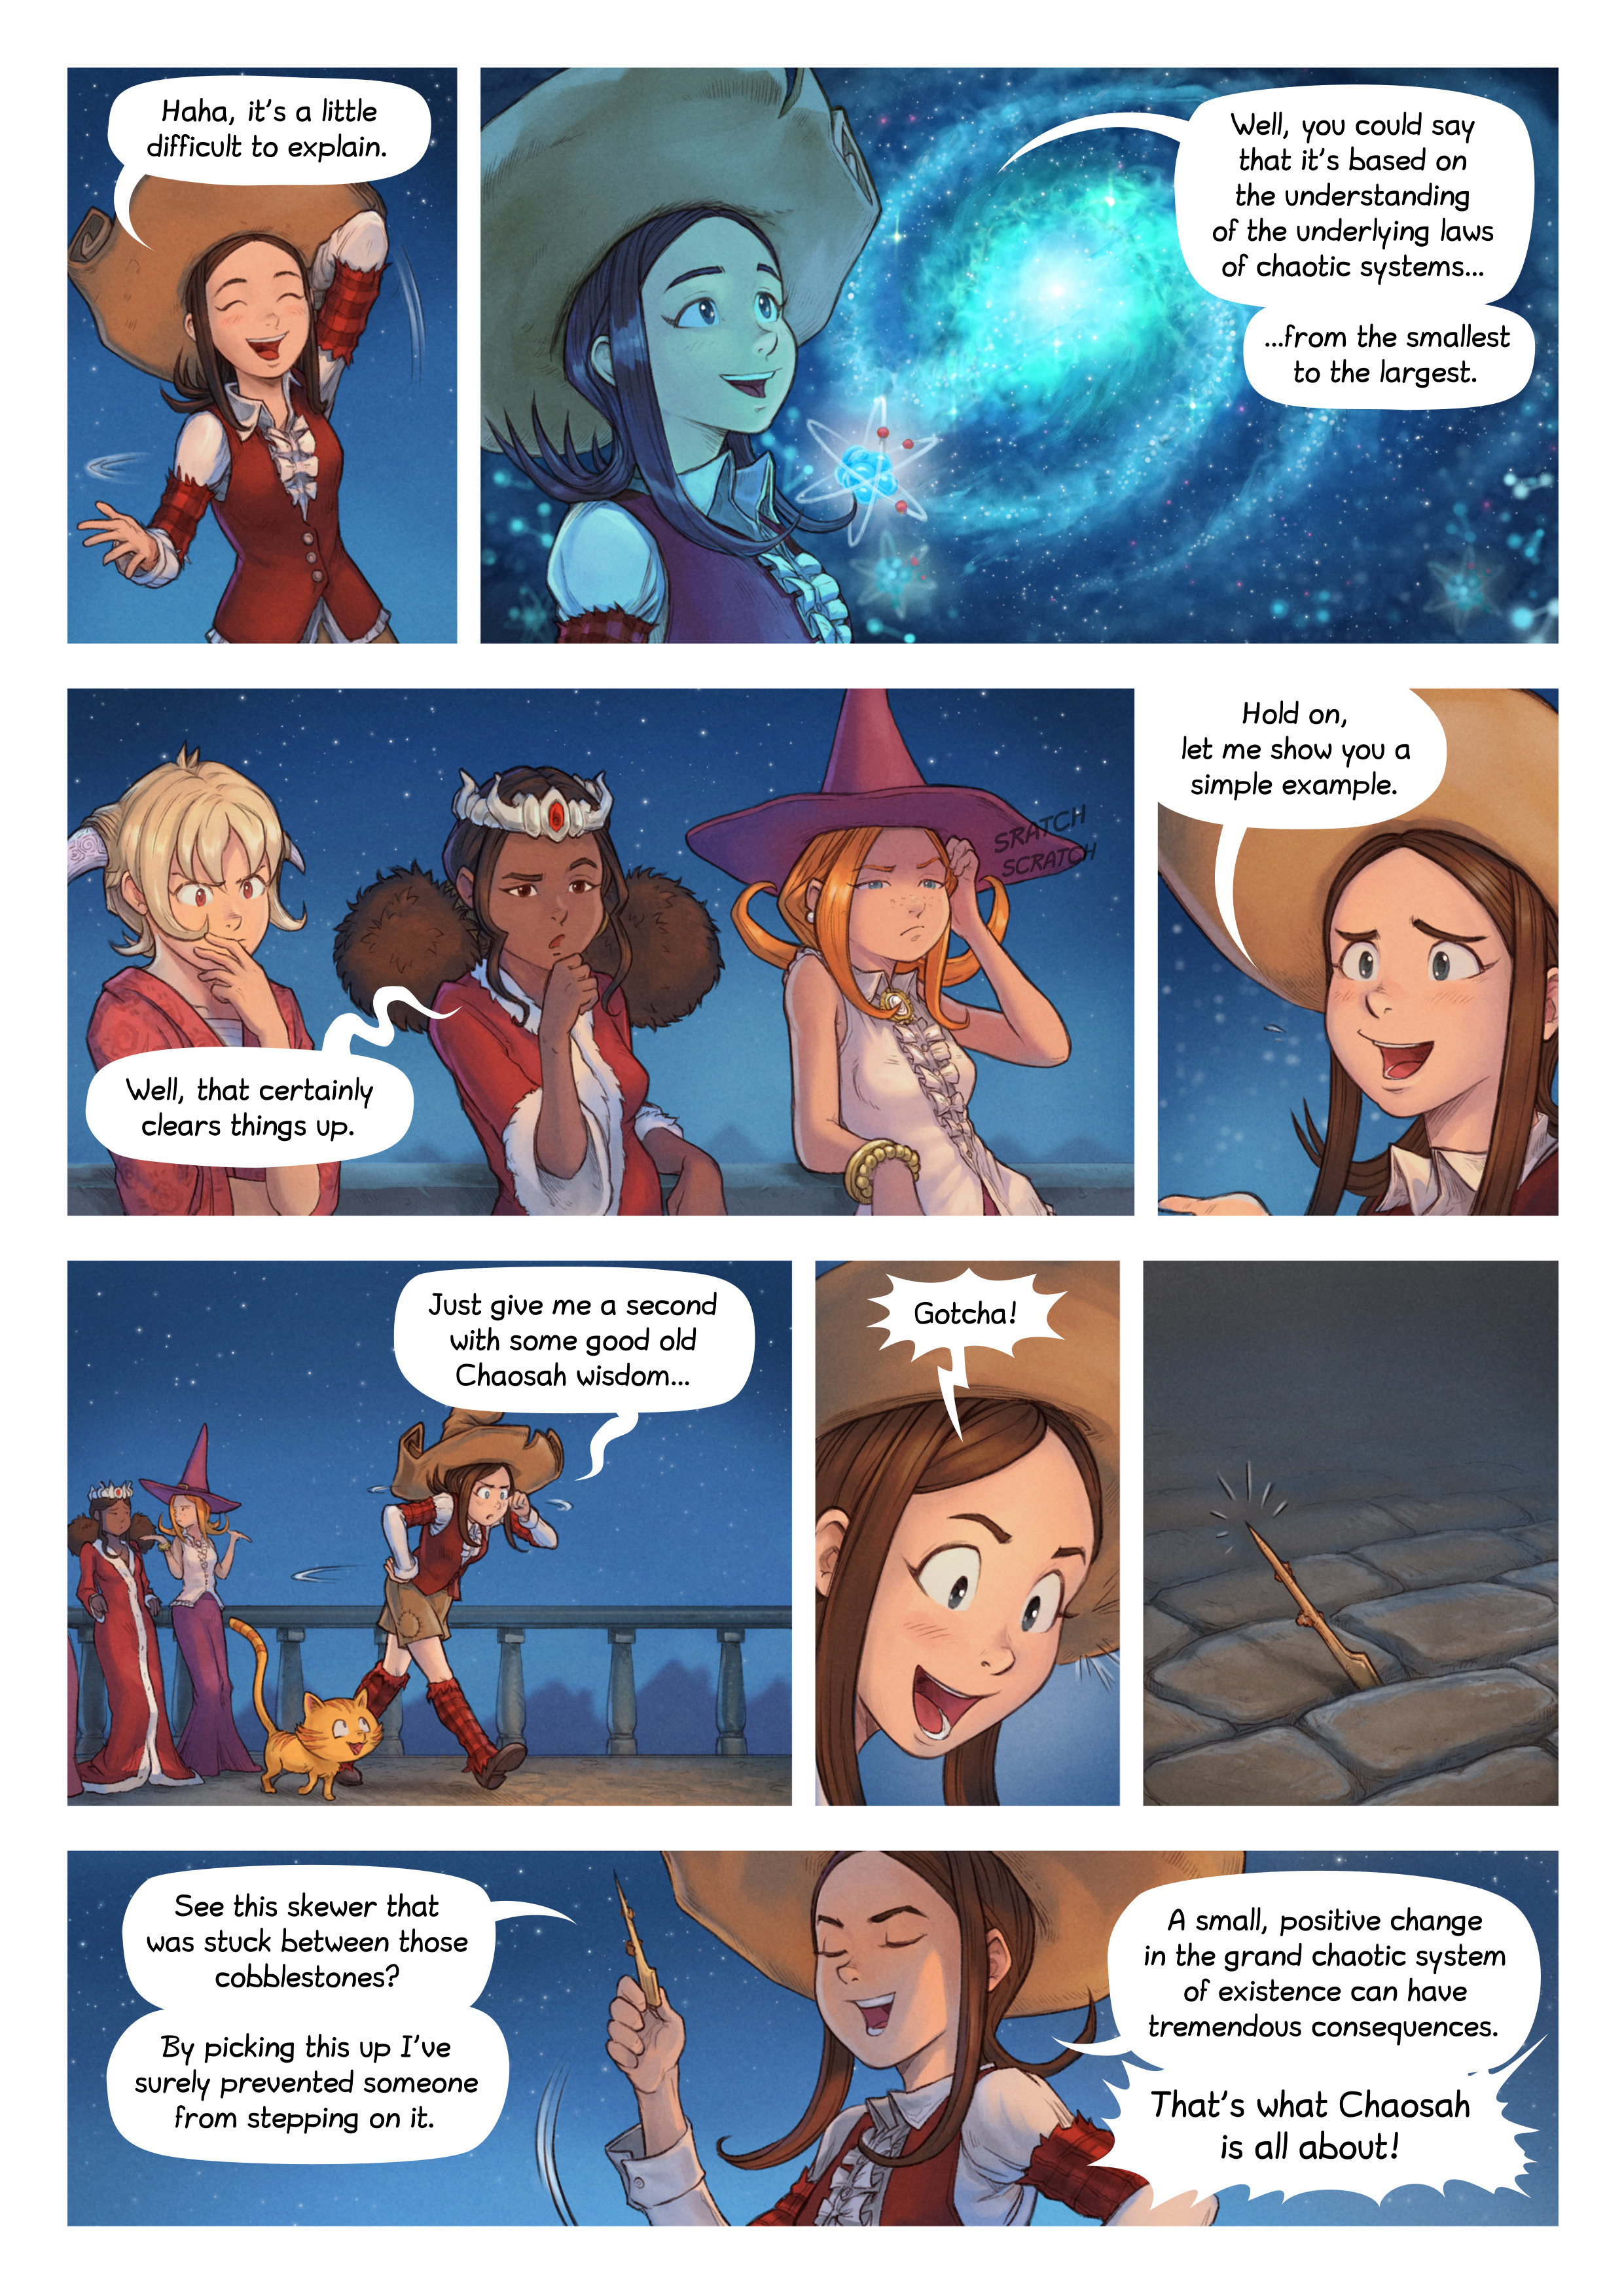 Haha, it's a little
difficult to explain.
Well, you could say
that it's based on
the understanding
of the underlying laws
of chaotic systems...
...from the smallest
to the largest.
Well, that certainly
clears things up.
SRATCH
SCRATCH
Hold on,
let me show you a
simple example.
Just give me a second
with some good old
Chaosah wisdom...
Gotcha!
See this skewer that
was stuck between those
cobblestones?
By picking this up I've
surely prevented someone
from stepping on it.
A small, positive change
in the grand chaotic system
of existence can have
tremendous consequences.
That's what Chaosah
is all about!